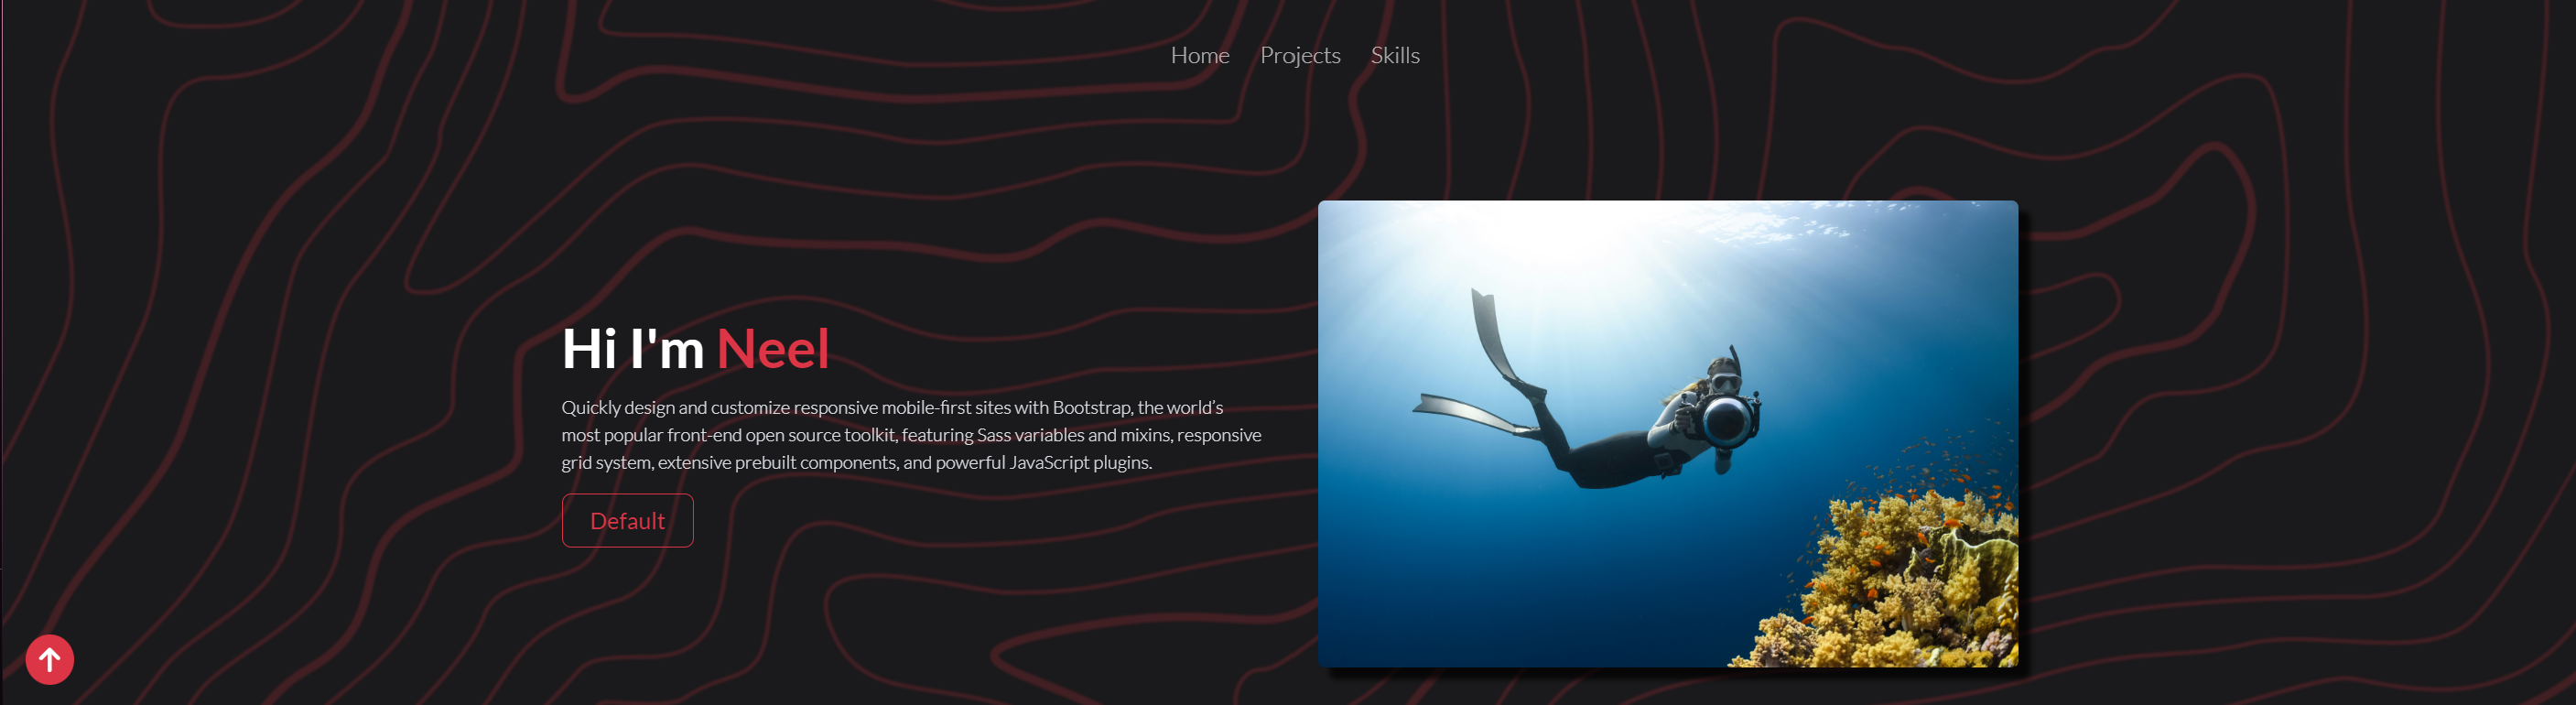 Home Projects Skills
Hi I'm Neel
Quickly design and customize responsive mobile-first sites with Bootstrap, the world’s
most popular front-end open source toolkit, featuring Sass variables and mixins, responsive
grid system, extensive prebuilt components, and powerful JavaScript plugins.
Default